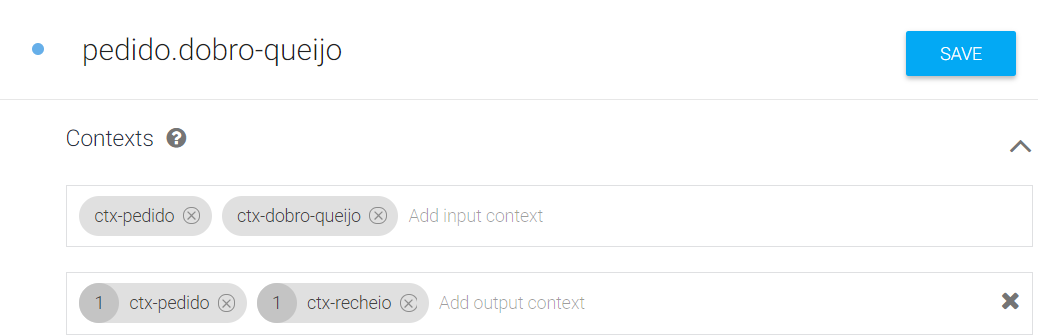 pedido.dobro-queijo
SAVE
Contexts ?
ctx-pedido ctx-dobro-queijo Add input context
1 ctx-pedido 1 ctx-recheio Add output context